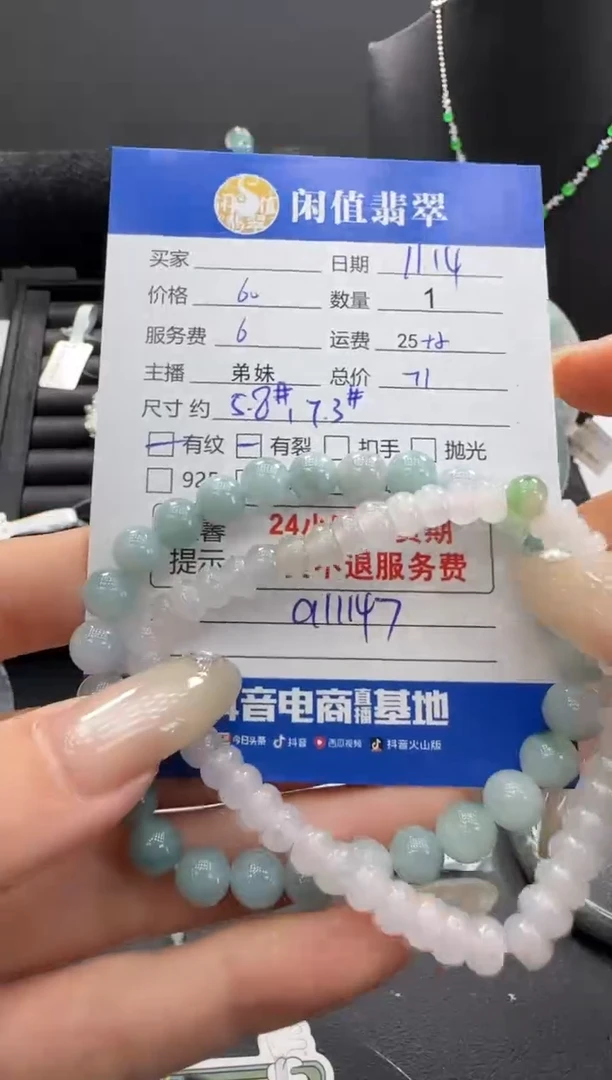 闲值翡翠
买家 日期 11.14
价格 60 数量 1
服务费 6 运费 25
主播 弟妹 总价 71
尺寸 约 5.8#, 7.3#
有纹 有裂 扣手 抛光
925
24小 期
提示 不退服务费
a11147
音电商直播基地
今日头条 抖音 西瓜视频 抖音火山版